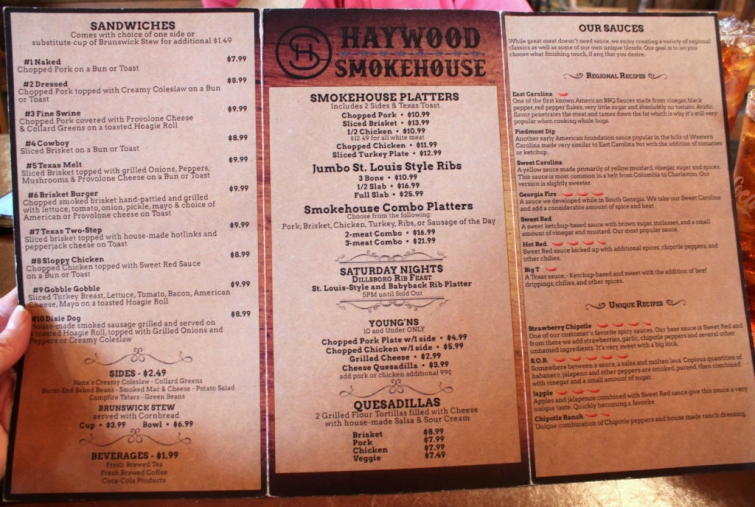 SANDWICHES
Comes with choice of one side or
substitute cup of Brunswick Stew for additional $1.49
#1 Naked $7.99
Chopped Pork on a Bun or Toast
#2 Dressed $8.99
Chopped Pork topped with Creamy Coleslaw on a Bun
or Toast
#3 Fine Swine $9.99
Chopped Pork covered with Provolone Cheese
& Collard Greens on a toasted Hoagie Roll
#4 Cowboy $8.99
Sliced Brisket on a Bun or Toast
#5 Texas Melt $9.99
Sliced Brisket topped with grilled Onions, Peppers,
Mushrooms & Provolone Cheese on a Bun or Toast
#6 Brisket Burger $9.99
Chopped smoked brisket hand-pattied and grilled
with lettuce, tomato, onion, pickle, mayo & choice of
American or Provolone cheese on Toast
#7 Texas Two-Step $9.99
Sliced brisket topped with house-made hotlinks and
pepperjack cheese on Toast
#8 Sloppy Chicken $8.99
Chopped Chicken topped with Sweet Red Sauce
on a Bun or Toast
#9 Gobble Gobble $9.99
Sliced Turkey Breast, Lettuce, Tomato, Bacon, American
Cheese, Mayo on a toasted Hoagie Roll
#10 Dixie Dog $8.99
House-made smoked sausage grilled and served on
a toasted Hoagie Roll, topped with Grilled Onions and
Peppers or Creamy Coleslaw
SIDES - $2.49
Nana's Creamy Coleslaw - Collard Greens
Burnt-End Baked Beans - Smoked Mac & Cheese - Potato Salad
Campfire Taters - Green Beans
BRUNSWICK STEW
served with Cornbread
Cup • $3.99 Bowl • $6.99
BEVERAGES - $1.99
Fresh Brewed Tea
Fresh Brewed Coffee
Coca-Cola Products
HAYWOOD
SMOKEHOUSE
SMOKEHOUSE PLATTERS
Includes 2 Sides & Texas Toast
Chopped Pork • $10.99
Sliced Brisket • $13.99
1/2 Chicken • $10.99
$12.49 for all white meat
Chopped Chicken • $11.99
Sliced Turkey Plate • $12.99
Jumbo St. Louis Style Ribs
3 Bone • $10.99
1/2 Slab • $16.99
Full Slab • $25.99
Smokehouse Combo Platters
Choose from the following
Pork, Brisket, Chicken, Turkey, Ribs, or Sausage of the Day
2-meat Combo • $16.99
3-meat Combo • $21.99
SATURDAY NIGHTS
DILLSBORO RIB FEAST
St. Louis-Style and Babyback Rib Platter
5PM until Sold Out
YOUNG'NS
10 and Under ONLY
Chopped Pork Plate w/1 side • $4.99
Chopped Chicken w/1 side • $5.99
Grilled Cheese • $2.99
Cheese Quesadilla • $3.99
add pork or chicken additional 99¢
QUESADILLAS
2 Grilled Flour Tortillas filled with Cheese
with house-made Salsa & Sour Cream
Brisket $8.99
Pork $7.99
Chicken $7.99
Veggie $7.49
OUR SAUCES
While great meat doesn't need sauce, we enjoy creating a variety of regional
classics as well as some of our own unique blends. Our goal is to let you
choose what finishing touch, if any, that you desire.
REGIONAL RECIPES
East Carolina
One of the first known American BBQ Sauces made from vinegar, black
pepper, red pepper flakes, very little sugar and absolutely no tomato. Acidic
flavor penetrates the meat and tames down the fat which is why it's still very
popular when cooking whole hogs.
Piedmont Dip
Another early American foundation sauce popular in the hills of Western
Carolina made very similar to East Carolina but with the addition of tomatoes
or ketchup.
Sweet Carolina
A yellow sauce made primarily of yellow mustard, vinegar, sugar and spices.
This sauce is most common in a belt from Columbia to Charleston. Our
version is slightly sweeter.
Georgia Fire
A sauce we developed while in South Georgia. We take our Sweet Carolina
and add a considerable amount of spice and heat.
Sweet Red
A sweet ketchup-based sauce with brown sugar, molasses, and a small
amount of vinegar and mustard. Our most popular sauce.
Hot Red
Sweet Red sauce kicked up with additional spices, chipotle peppers, and
other chilies.
Big T
A Texas sauce, - Ketchup-based and sweet with the addition of beef
drippings, chilies, and other spices.
UNIQUE RECIPES
Strawberry Chipotle
One of our customer's favorite spicy sauces. Our base sauce is Sweet Red and
from there we add strawberries, garlic, chipotle peppers and several other
unnamed ingredients. It's very sweet with a big kick.
S.O.B.
Somewhere between a sauce, a salsa and molten lava. Copious quantities of
habanero, jalapeno and other peppers are smoked, pureed, then combined
with vinegar and a small amount of sugar.
Japple
Apples and jalapenos combined with Sweet Red sauce give this sauce a very
unique taste. Quickly becoming a favorite.
Chipotle Ranch
Unique combination of Chipotle peppers and house made ranch dressing.